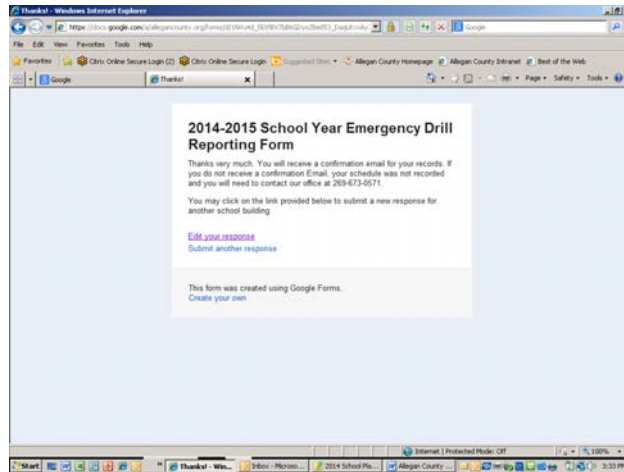 Thanks! - Windows Internet Explorer
Google
File Edit View Favorites Tools Help
Favorites Citrix Online Secure Login (2) Citrix Online Secure Login Suggested Sites Allegan County Homepage Allegan County Intranet Best of the Web
Google Thanks! Page Safety Tools
2014-2015 School Year Emergency Drill
Reporting Form
Thanks very much. You will receive a confirmation email for your records. If
you do not receive a confirmation Email, your schedule was not recorded
and you will need to contact our office at 269-673-0571.
You may click on the link provided below to submit a new response for
another school building
Edit your response
Submit another response
This form was created using Google Forms.
Create your own
Internet | Protected Mode: Off 100%
Start Thanks! - Win... Inbox - Microso... 2014 School Pla... Allegan County ... 3:33 PM